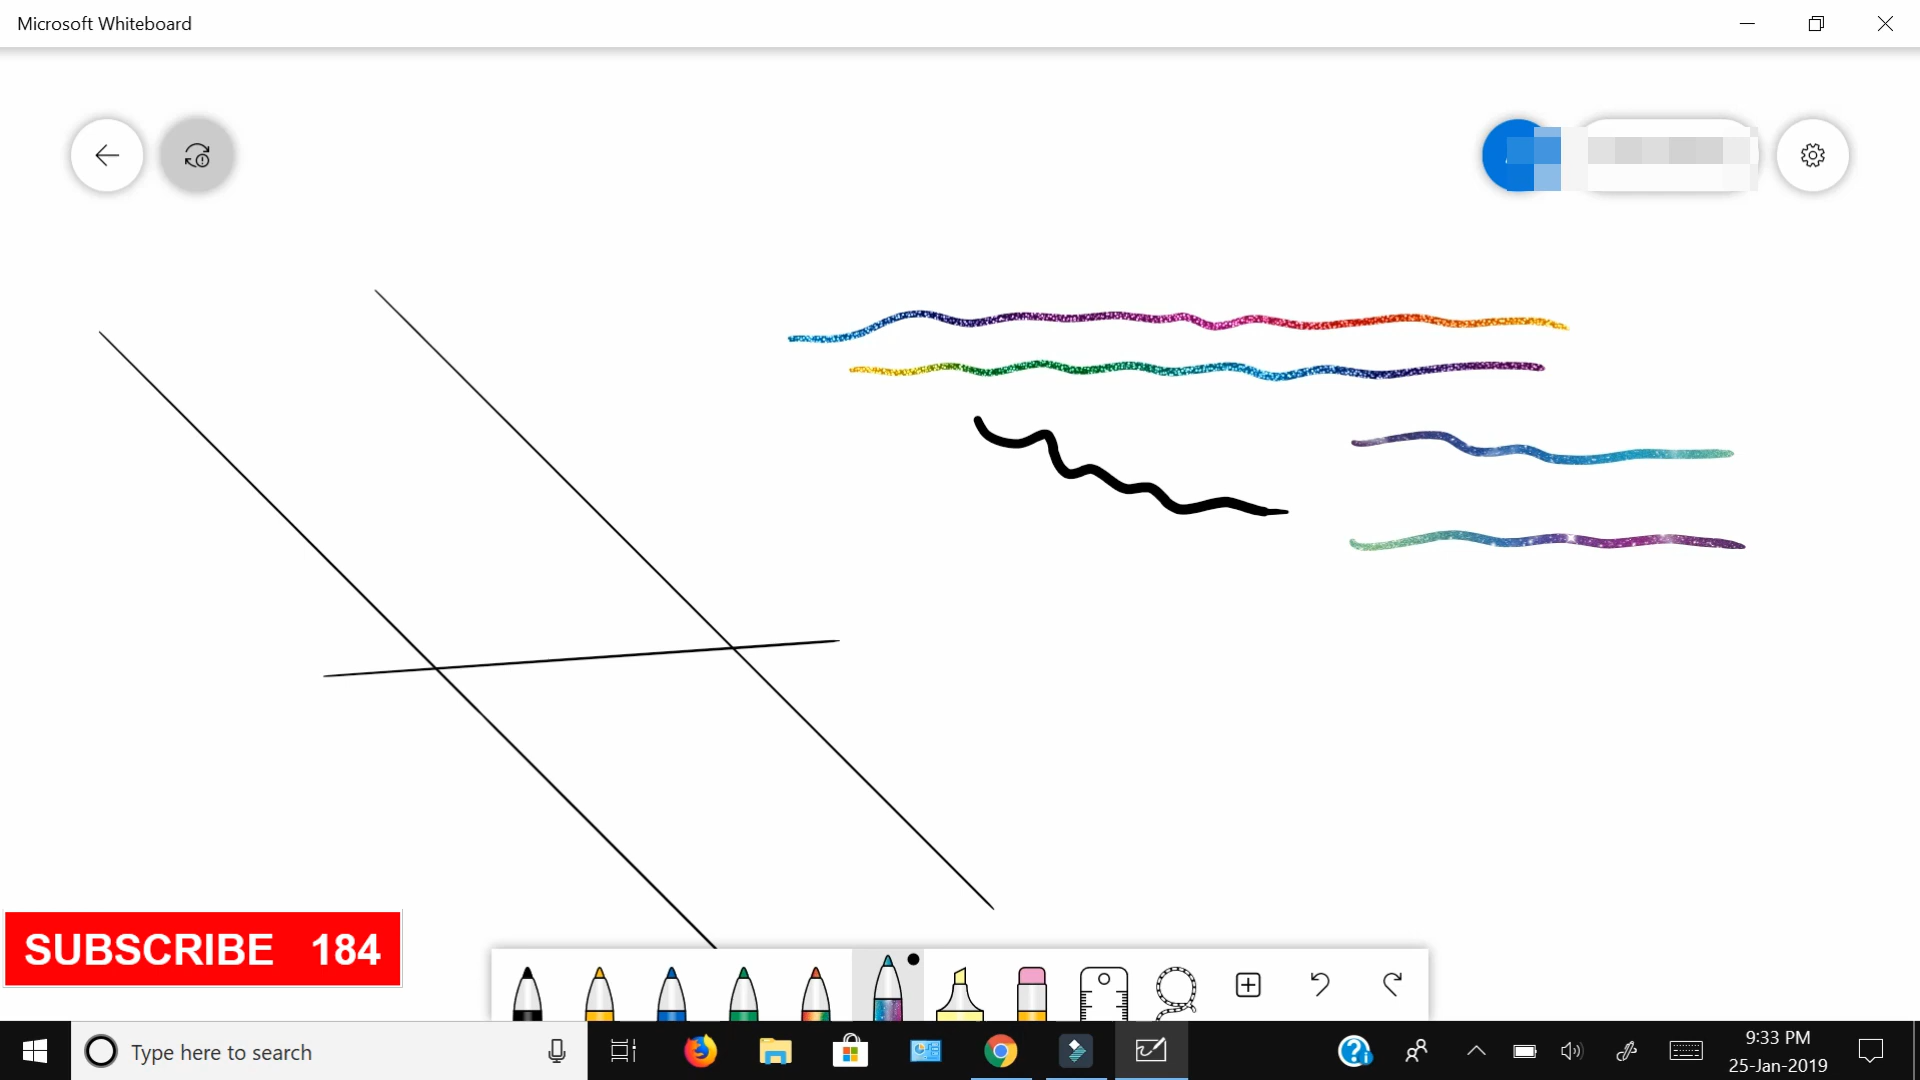 Microsoft Whiteboard
SUBSCRIBE 184
Type here to search
9:33 PM
25-Jan-2019